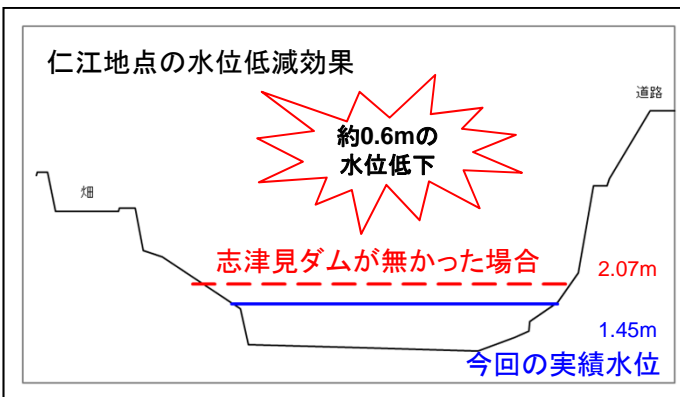 仁江地点の水位低減効果
道路
約0.6mの
水位低下
畑
志津見ダムが無かった場合
2.07m
1.45m
今回の実績水位